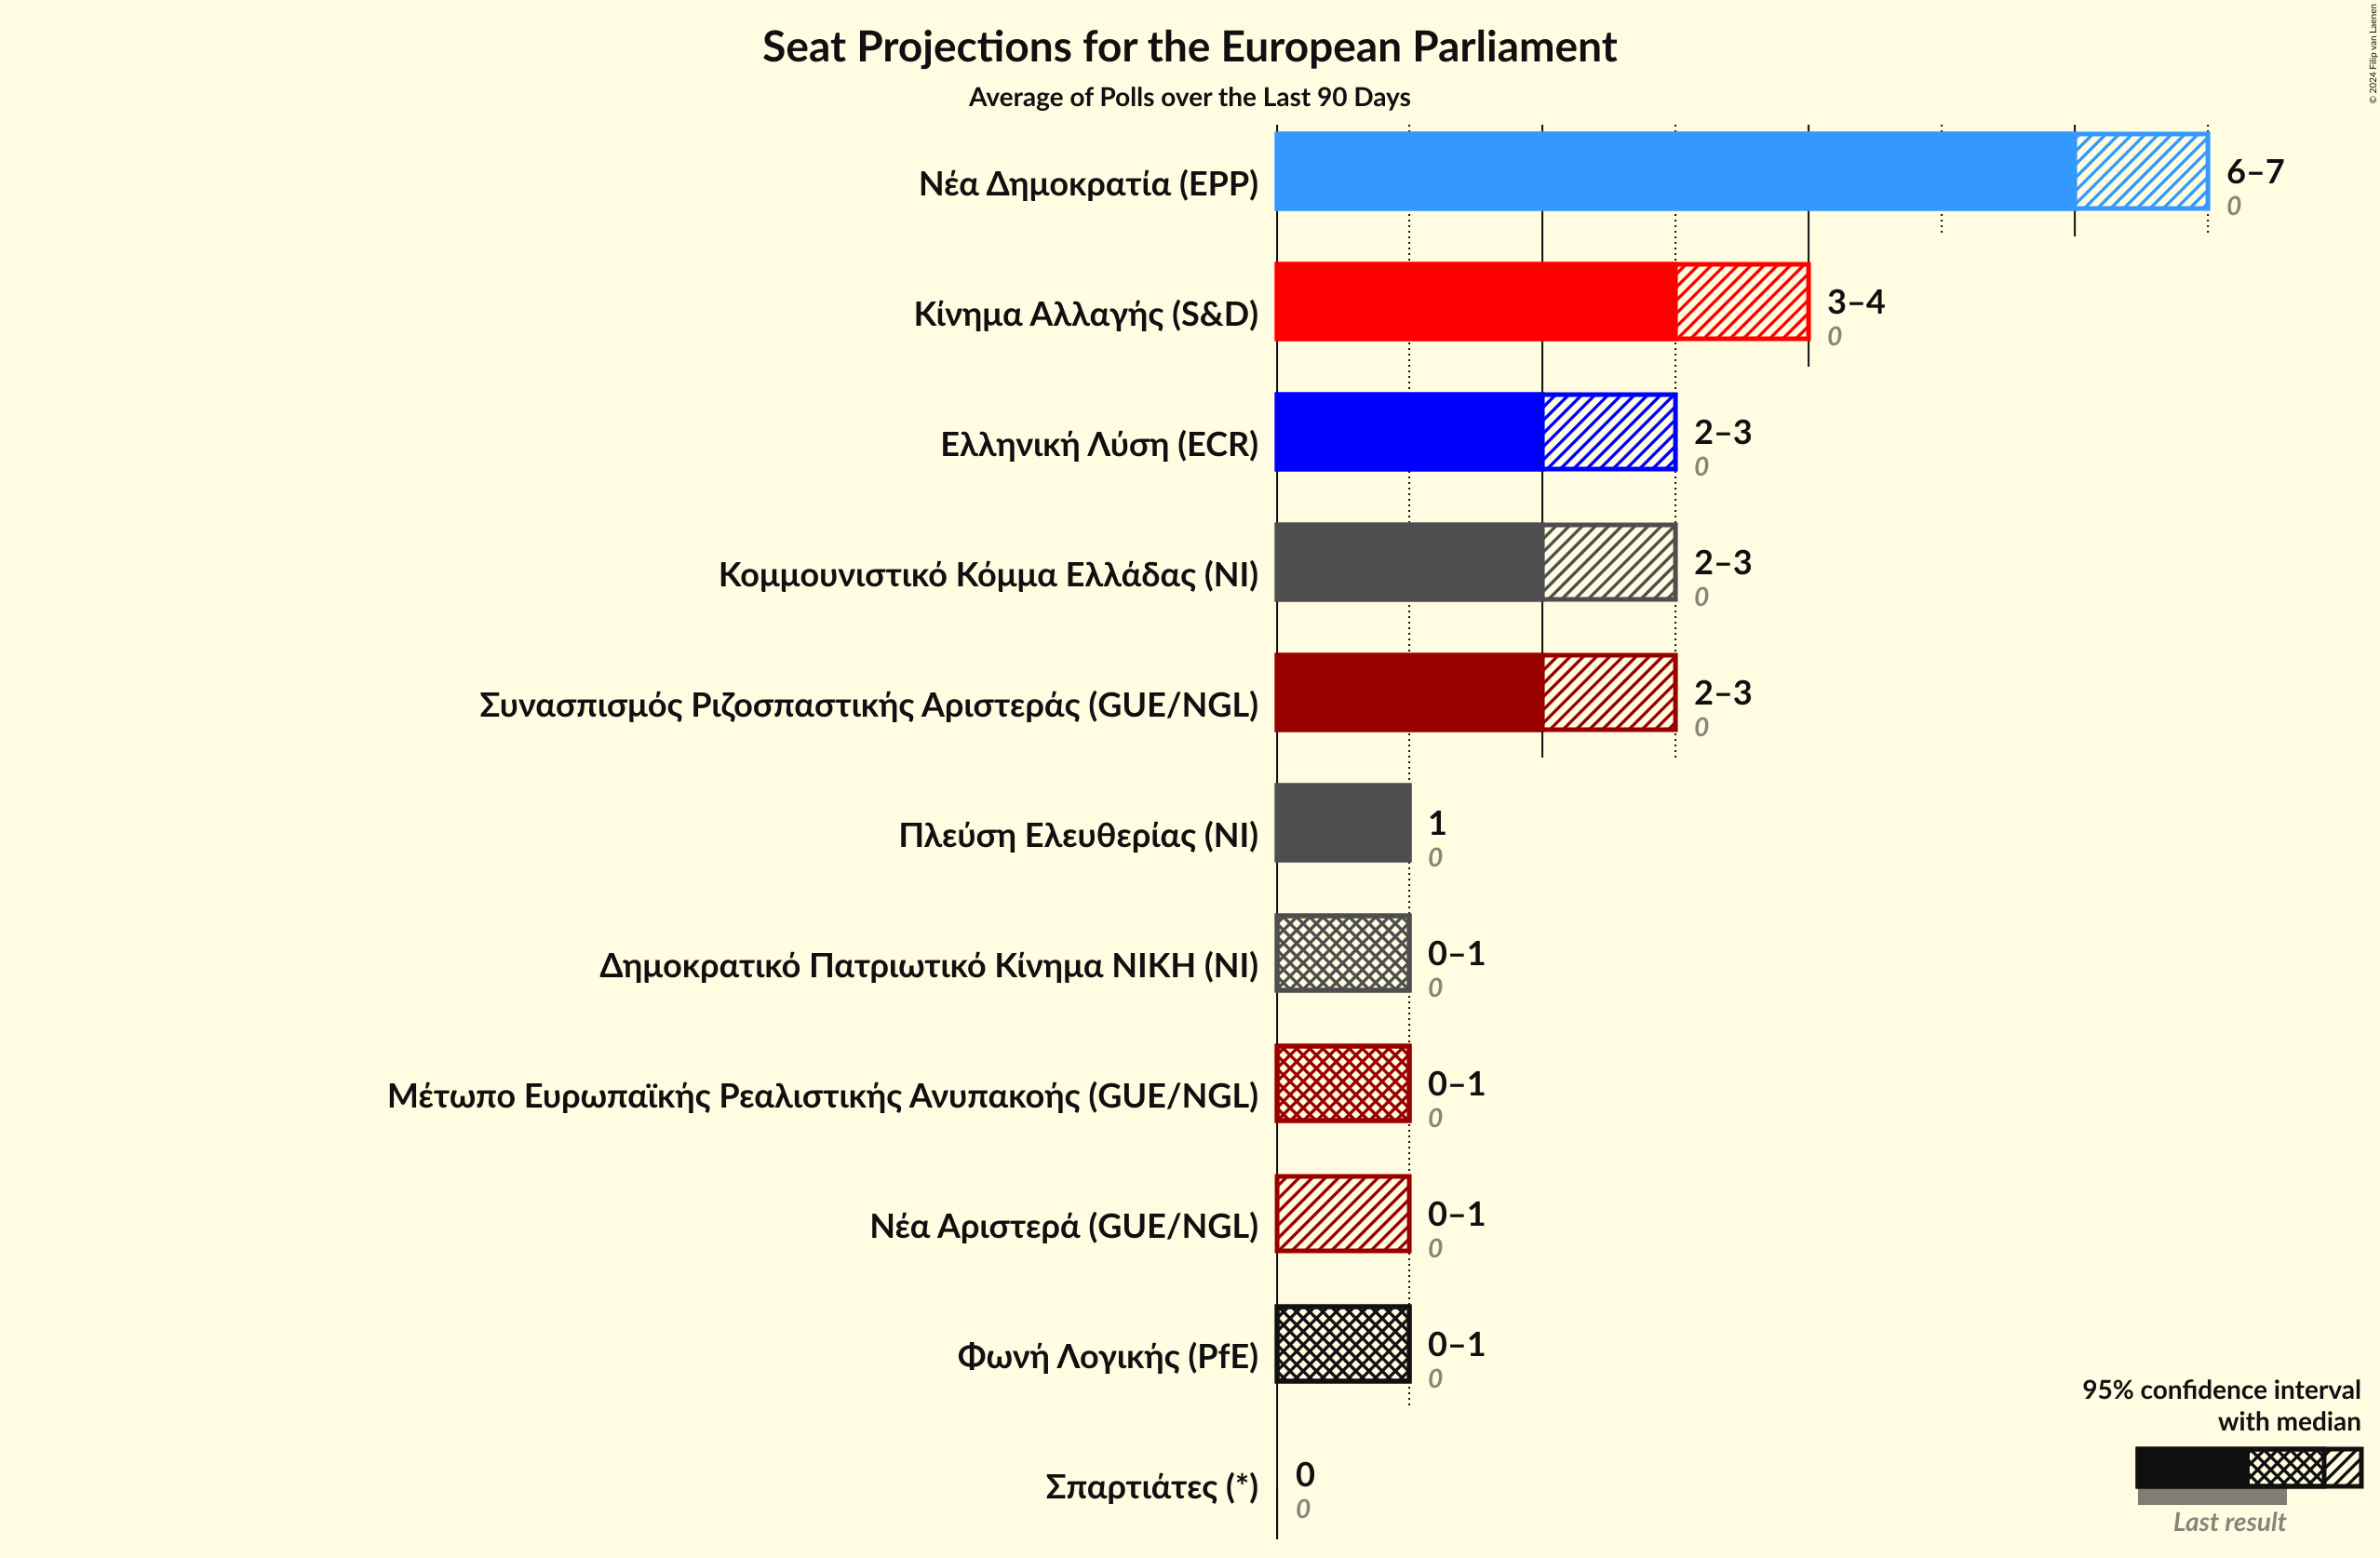 © 2024 Filip van Laenen
Seat Projections for the European Parliament
Average of Polls over the Last 90 Days
Νέα Δημοκρατία (EPP)
6–7
0
Κίνημα Αλλαγής (S&D)
3–4
0
Ελληνική Λύση (ECR)
2–3
0
Κομμουνιστικό Κόμμα Ελλάδας (NI)
2–3
0
Συνασπισμός Ριζοσπαστικής Αριστεράς (GUE/NGL)
2–3
0
Πλεύση Ελευθερίας (NI)
1
0
Δημοκρατικό Πατριωτικό Κίνημα ΝΙΚΗ (NI)
0–1
0
Μέτωπο Ευρωπαϊκής Ρεαλιστικής Ανυπακοής (GUE/NGL)
0–1
0
Νέα Αριστερά (GUE/NGL)
0–1
0
Φωνή Λογικής (PfE)
0–1
0
Σπαρτιάτες (*)
0
0
95% confidence interval
with median
Last result